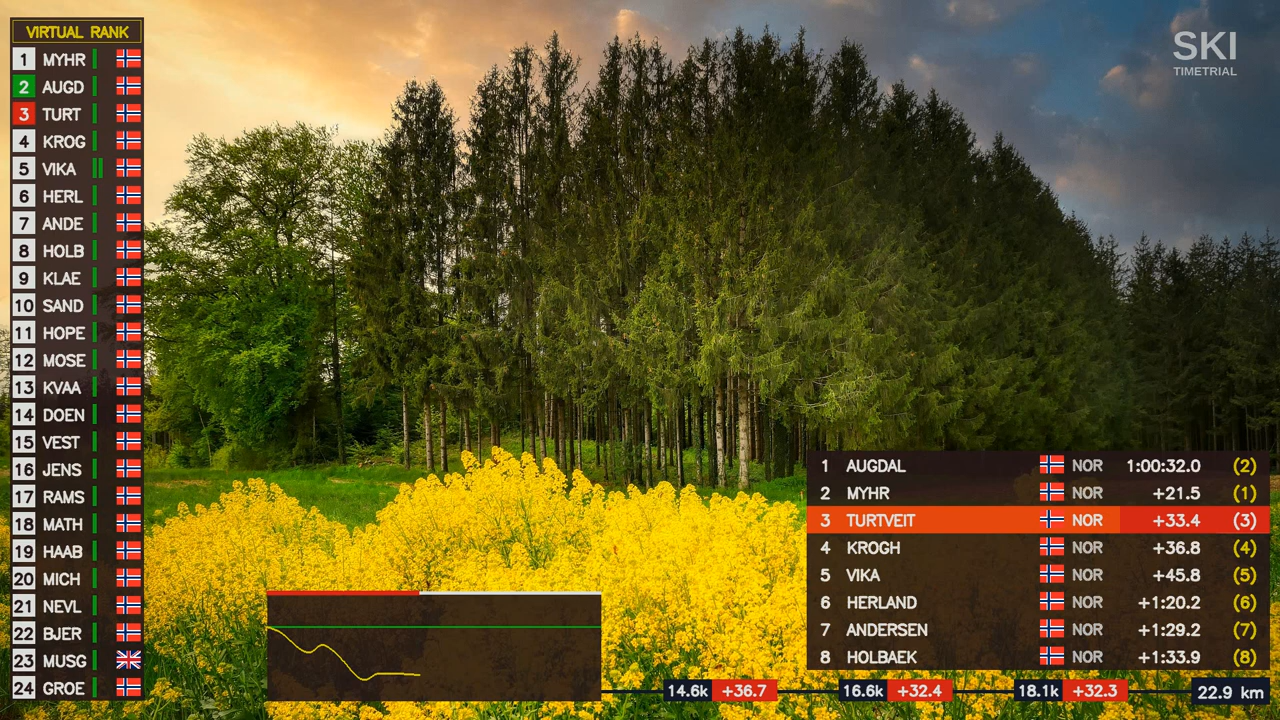 VIRTUAL RANK
1 MYHR
2 AUGD
3 TURT
4 KROG
5 VIKA
6 HERL
7 ANDE
8 HOLB
9 KLAE
10 SAND
11 HOPE
12 MOSE
13 KVAA
14 DOEN
15 VEST
16 JENS
17 RAMS
18 MATH
19 HAAB
20 MICH
21 NEVL
22 BJER
23 MUSG
24 GROE
SKI
TIMETRIAL
1 AUGDAL NOR 1:00:32.0 (2)
2 MYHR NOR +21.5 (1)
3 TURTVEIT NOR +33.4 (3)
4 KROGH NOR +36.8 (4)
5 VIKA NOR +45.8 (5)
6 HERLAND NOR +1:20.2 (6)
7 ANDERSEN NOR +1:29.2 (7)
8 HOLBAEK NOR +1:33.9 (8)
14.6k +36.7 16.6k +32.4 18.1k +32.3 22.9 km